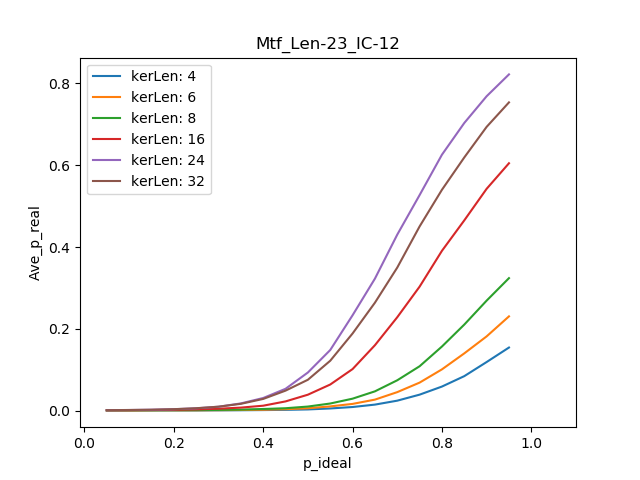 Mtf_Len-23_IC-12
kerLen: 4
kerLen: 6
kerLen: 8
kerLen: 16
kerLen: 24
kerLen: 32
Ave_p_real
0.8
0.6
0.4
0.2
0.0
0.0 0.2 0.4 0.6 0.8 1.0
p_ideal